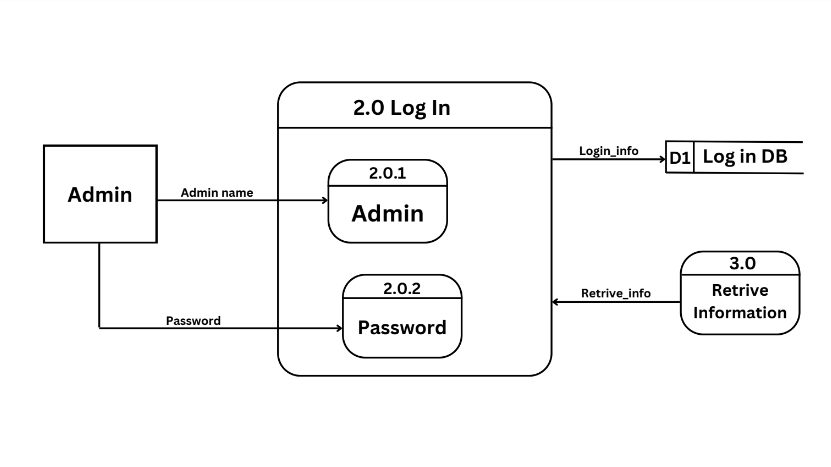 2.0 Log In
Admin
Admin name
2.0.1
Admin
Password
2.0.2
Password
Login_info
D1 Log in DB
Retrive_info
3.0
Retrive
Information